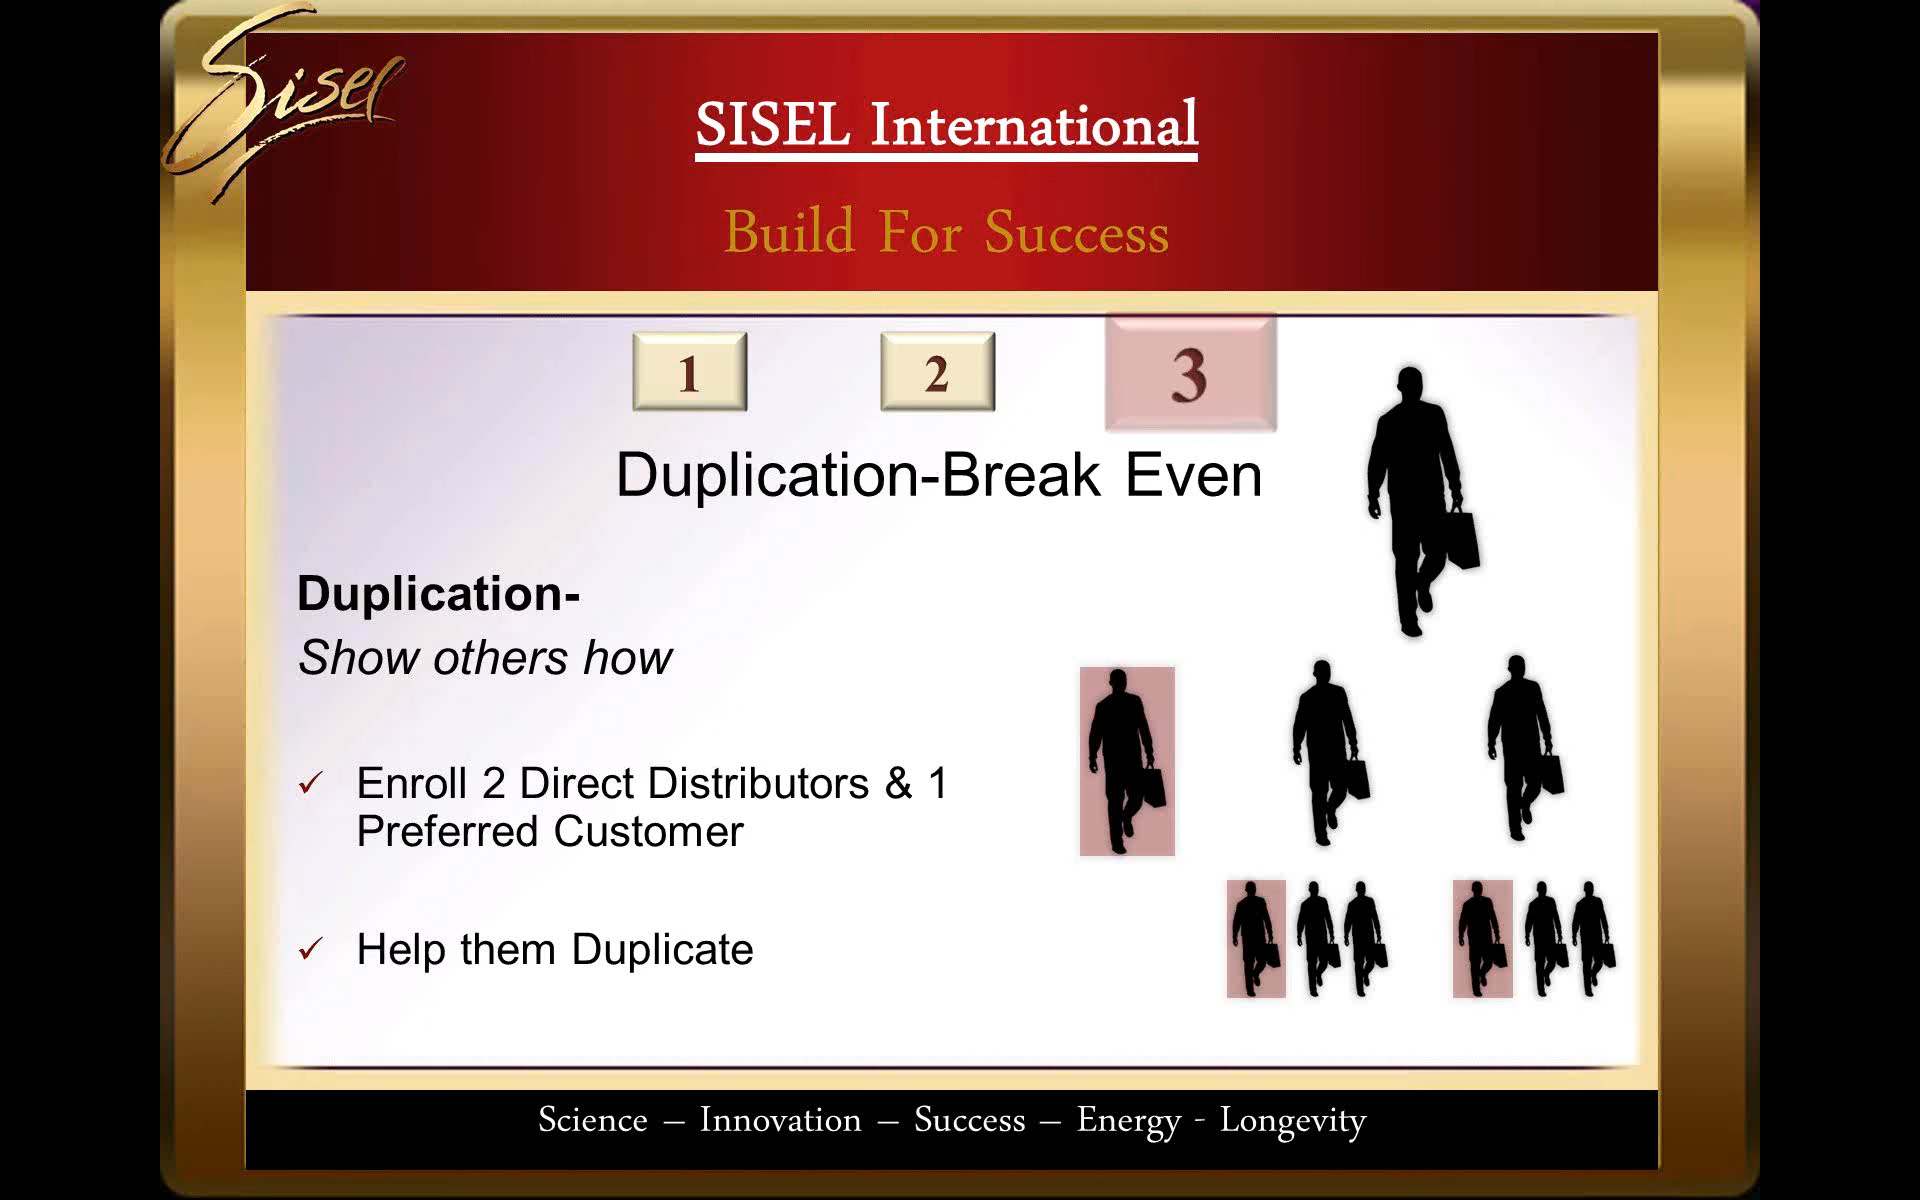 Sisel
SISEL International
Build For Success
1 2 3
Duplication-Break Even
Duplication-
Show others how
✓ Enroll 2 Direct Distributors & 1
Preferred Customer
✓ Help them Duplicate
Science – Innovation – Success – Energy - Longevity